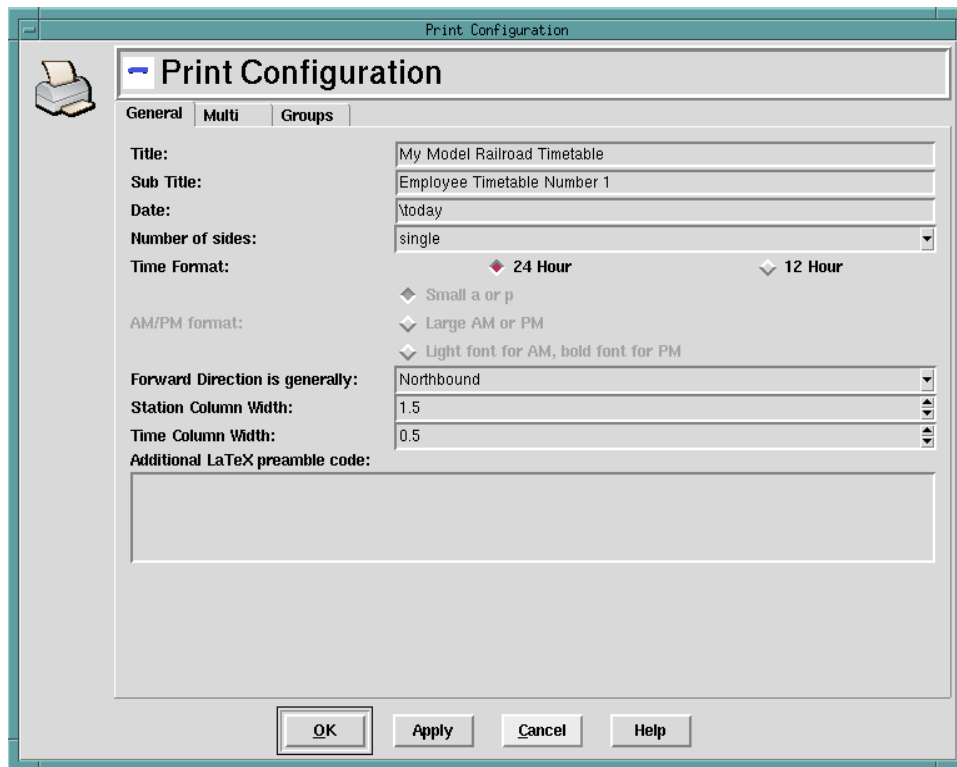 Print Configuration
Print Configuration
General Multi Groups
Title: My Model Railroad Timetable
Sub Title: Employee Timetable Number 1
Date: \today
Number of sides: single
Time Format: 24 Hour 12 Hour
Small a or p
AM/PM format: Large AM or PM
Light font for AM, bold font for PM
Forward Direction is generally: Northbound
Station Column Width: 1.5
Time Column Width: 0.5
Additional LaTeX preamble code:
OK Apply Cancel Help